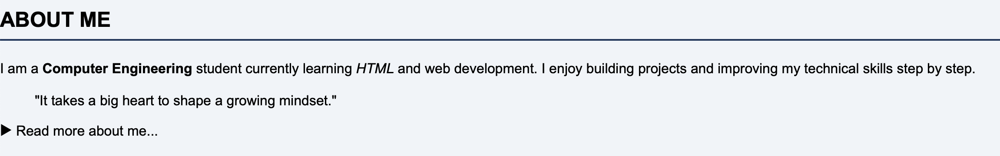 ABOUT ME
I am a Computer Engineering student currently learning HTML and web development. I enjoy building projects and improving my technical skills step by step.
"It takes a big heart to shape a growing mindset."
Read more about me...